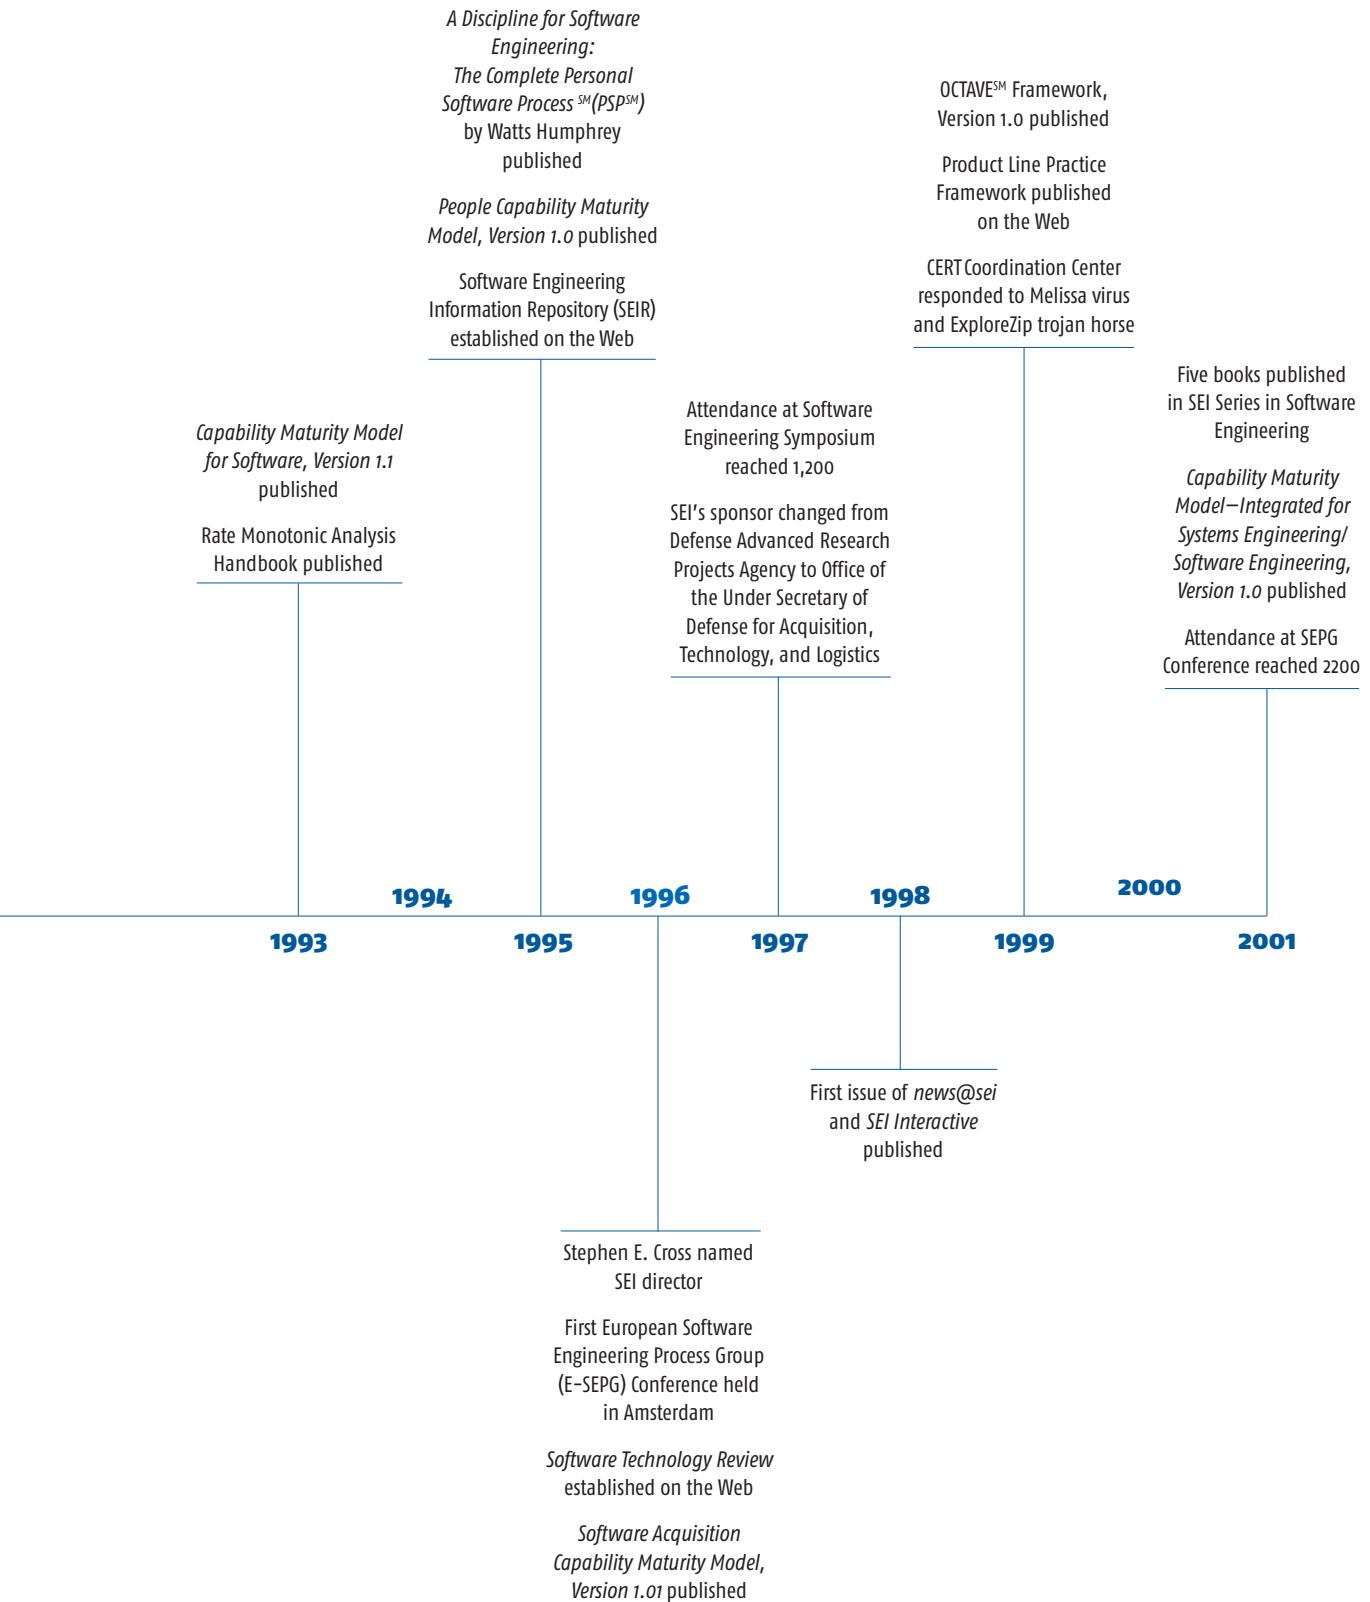 A Discipline for Software
Engineering:
The Complete Personal
Software Process SM(PSPSM)
by Watts Humphrey
published
People Capability Maturity
Model, Version 1.0 published
Software Engineering
Information Repository (SEIR)
established on the Web
OCTAVESM Framework,
Version 1.0 published
Product Line Practice
Framework published
on the Web
CERT Coordination Center
responded to Melissa virus
and ExploreZip trojan horse
Capability Maturity Model
for Software, Version 1.1
published
Rate Monotonic Analysis
Handbook published
Attendance at Software
Engineering Symposium
reached 1,200
SEI's sponsor changed from
Defense Advanced Research
Projects Agency to Office of
the Under Secretary of
Defense for Acquisition,
Technology, and Logistics
Five books published
in SEI Series in Software
Engineering
Capability Maturity
Model—Integrated for
Systems Engineering/
Software Engineering,
Version 1.0 published
Attendance at SEPG
Conference reached 2200
1994
1996
1998
2000
1993
1995
1997
1999
2001
First issue of news@sei
and SEI Interactive
published
Stephen E. Cross named
SEI director
First European Software
Engineering Process Group
(E-SEPG) Conference held
in Amsterdam
Software Technology Review
established on the Web
Software Acquisition
Capability Maturity Model,
Version 1.01 published